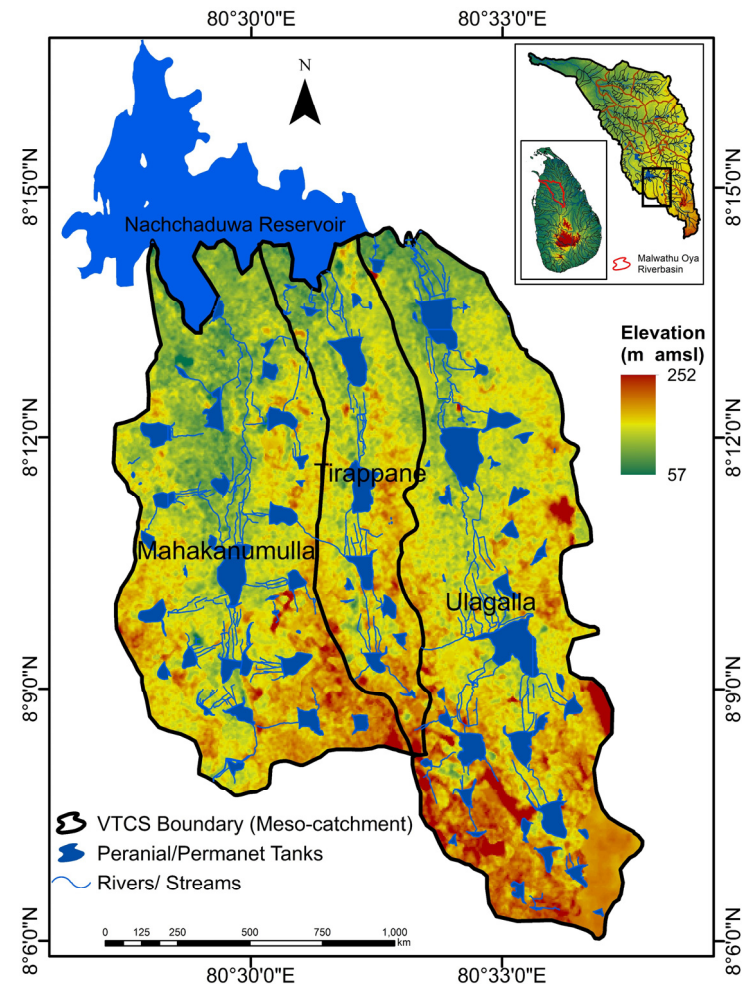 80°30'0"E 80°33'0"E
N
8°15'0"N 8°15'0"N
Nachchaduwa Reservoir
Malwathu Oya
Riverbasin
Elevation
(m amsl)
252
57
8°12'0"N 8°12'0"N
Tirappane
Mahakanumulla
Ulagalla
8°9'0"N 8°9'0"N
VTCS Boundary (Meso-catchment)
Peranial/Permanet Tanks
Rivers/ Streams
0 125 250 500 750 1,000
km
8°6'0"N 8°6'0"N
80°30'0"E 80°33'0"E